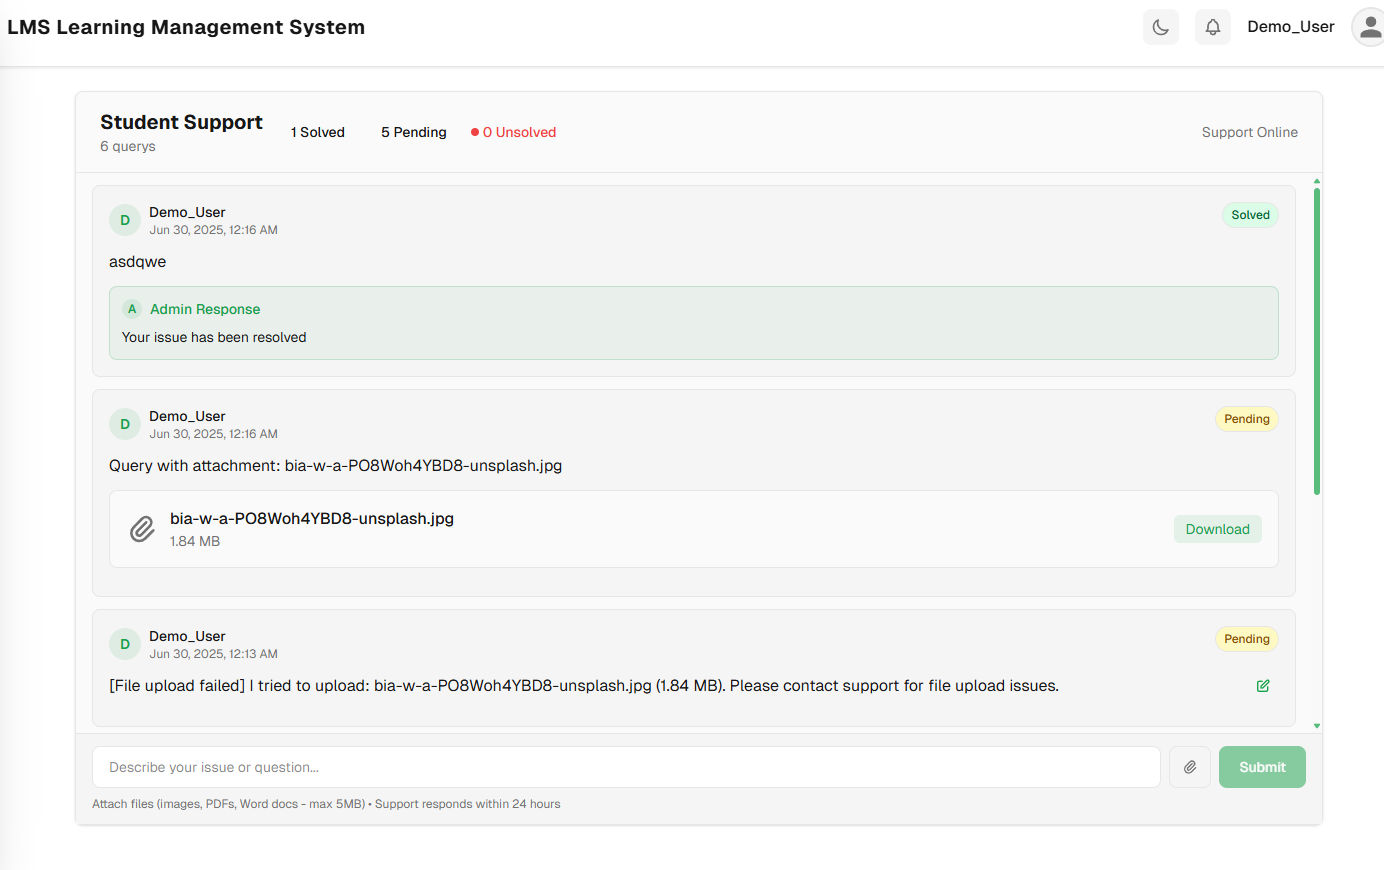 LMS Learning Management System
Demo_User
Student Support
6 querys
1 Solved
5 Pending
0 Unsolved
Support Online
D
Demo_User
Jun 30, 2025, 12:16 AM
Solved
asdqwe
A
Admin Response
Your issue has been resolved
D
Demo_User
Jun 30, 2025, 12:16 AM
Pending
Query with attachment: bia-w-a-PO8Woh4YBD8-unsplash.jpg
bia-w-a-PO8Woh4YBD8-unsplash.jpg
1.84 MB
Download
D
Demo_User
Jun 30, 2025, 12:13 AM
Pending
[File upload failed] I tried to upload: bia-w-a-PO8Woh4YBD8-unsplash.jpg (1.84 MB). Please contact support for file upload issues.
Describe your issue or question...
Submit
Attach files (images, PDFs, Word docs - max 5MB) • Support responds within 24 hours